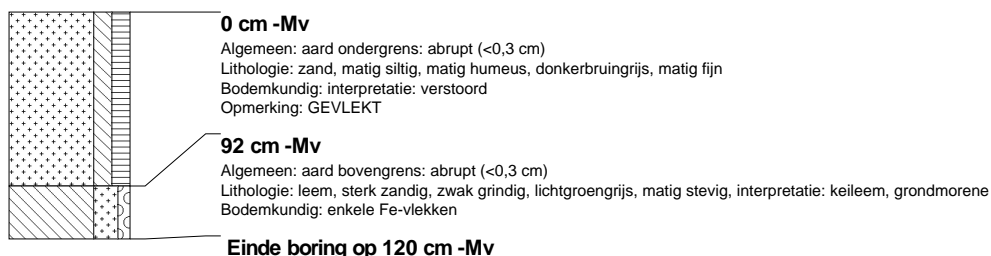 0 cm -Mv
Algemeen: aard ondergrens: abrupt (<0,3 cm)
Lithologie: zand, matig siltig, matig humeus, donkerbruingrijs, matig fijn
Bodemkundig: interpretatie: verstoord
Opmerking: GEVLEKT
92 cm -Mv
Algemeen: aard bovengrens: abrupt (<0,3 cm)
Lithologie: leem, sterk zandig, zwak grindig, lichtgroengrijs, matig stevig, interpretatie: keileem, grondmorene
Bodemkundig: enkele Fe-vlekken
Einde boring op 120 cm -Mv